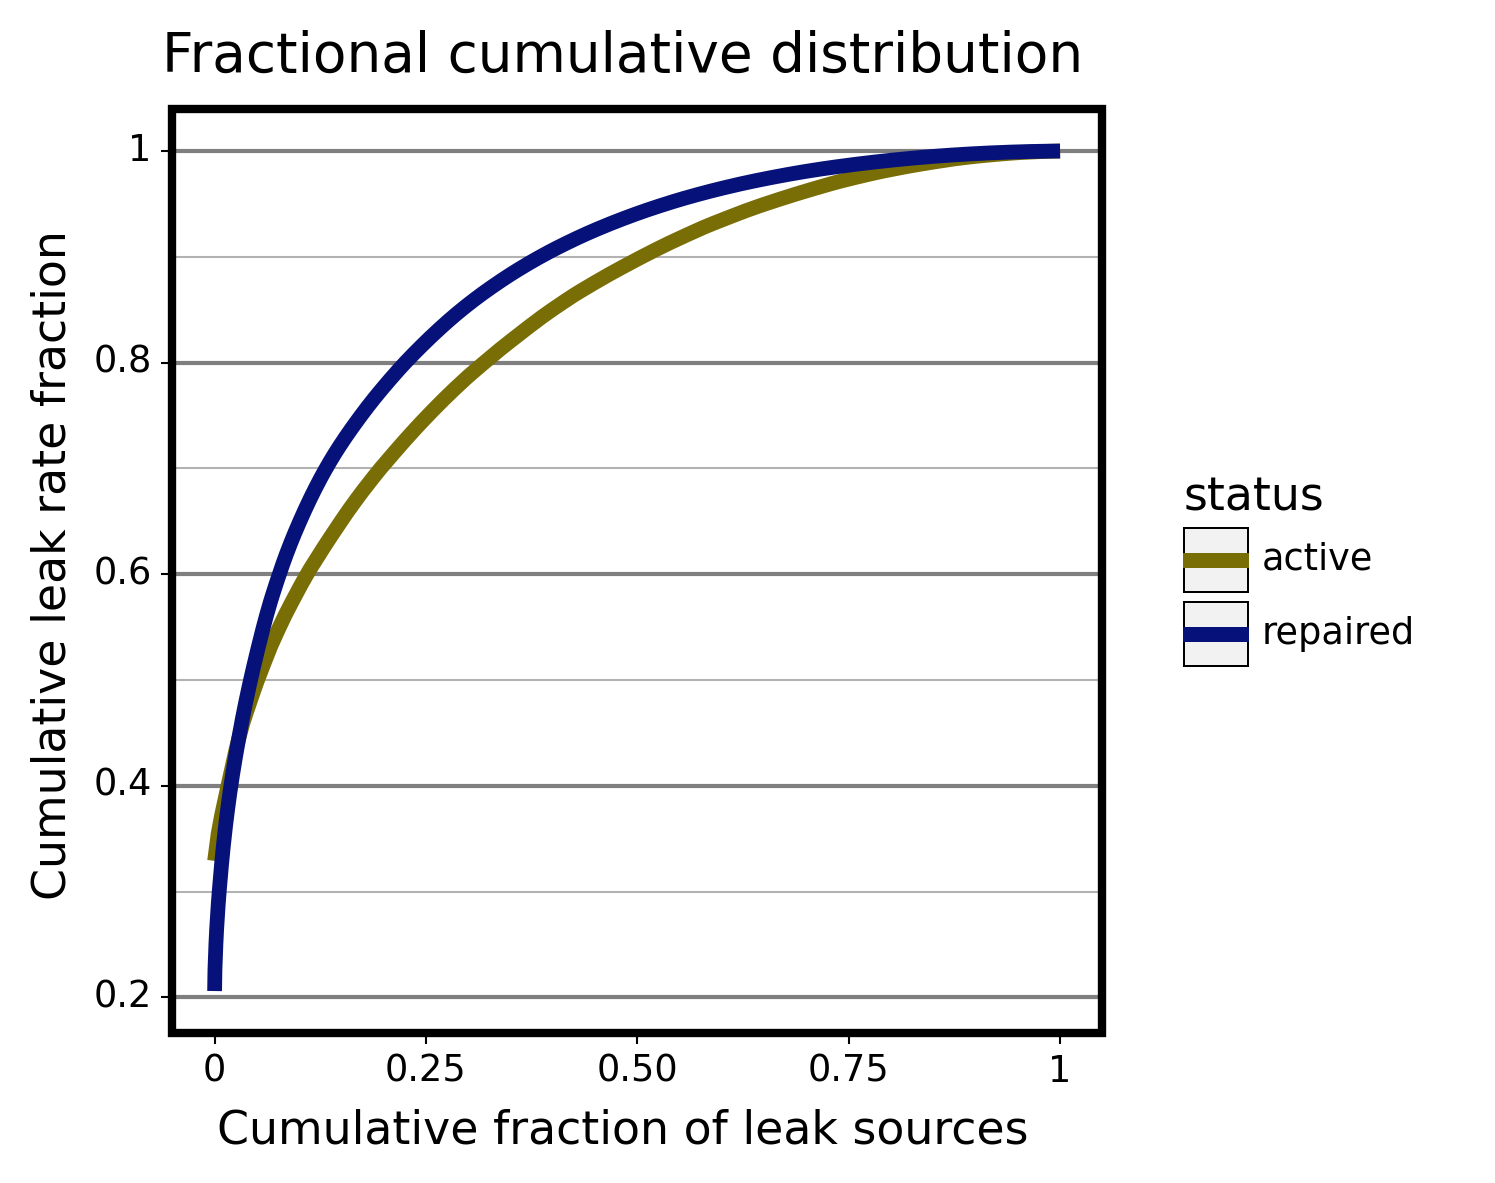 Fractional cumulative distribution
Cumulative leak rate fraction
1
0.8
0.6
0.4
0.2
0
0.25
0.50
0.75
1
Cumulative fraction of leak sources
status
active
repaired